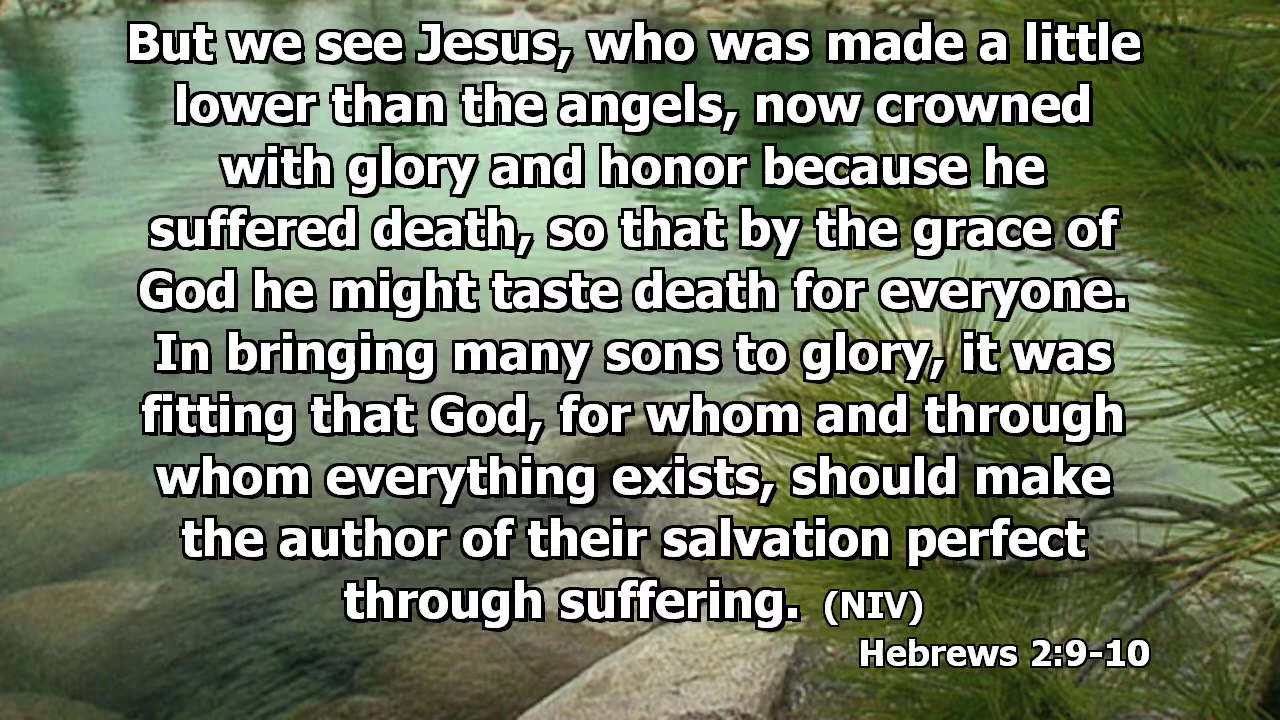 But we see Jesus, who was made a little
lower than the angels, now crowned
with glory and honor because he
suffered death, so that by the grace of
God he might taste death for everyone.
In bringing many sons to glory, it was
fitting that God, for whom and through
whom everything exists, should make
the author of their salvation perfect
through suffering. (NIV)
Hebrews 2:9-10